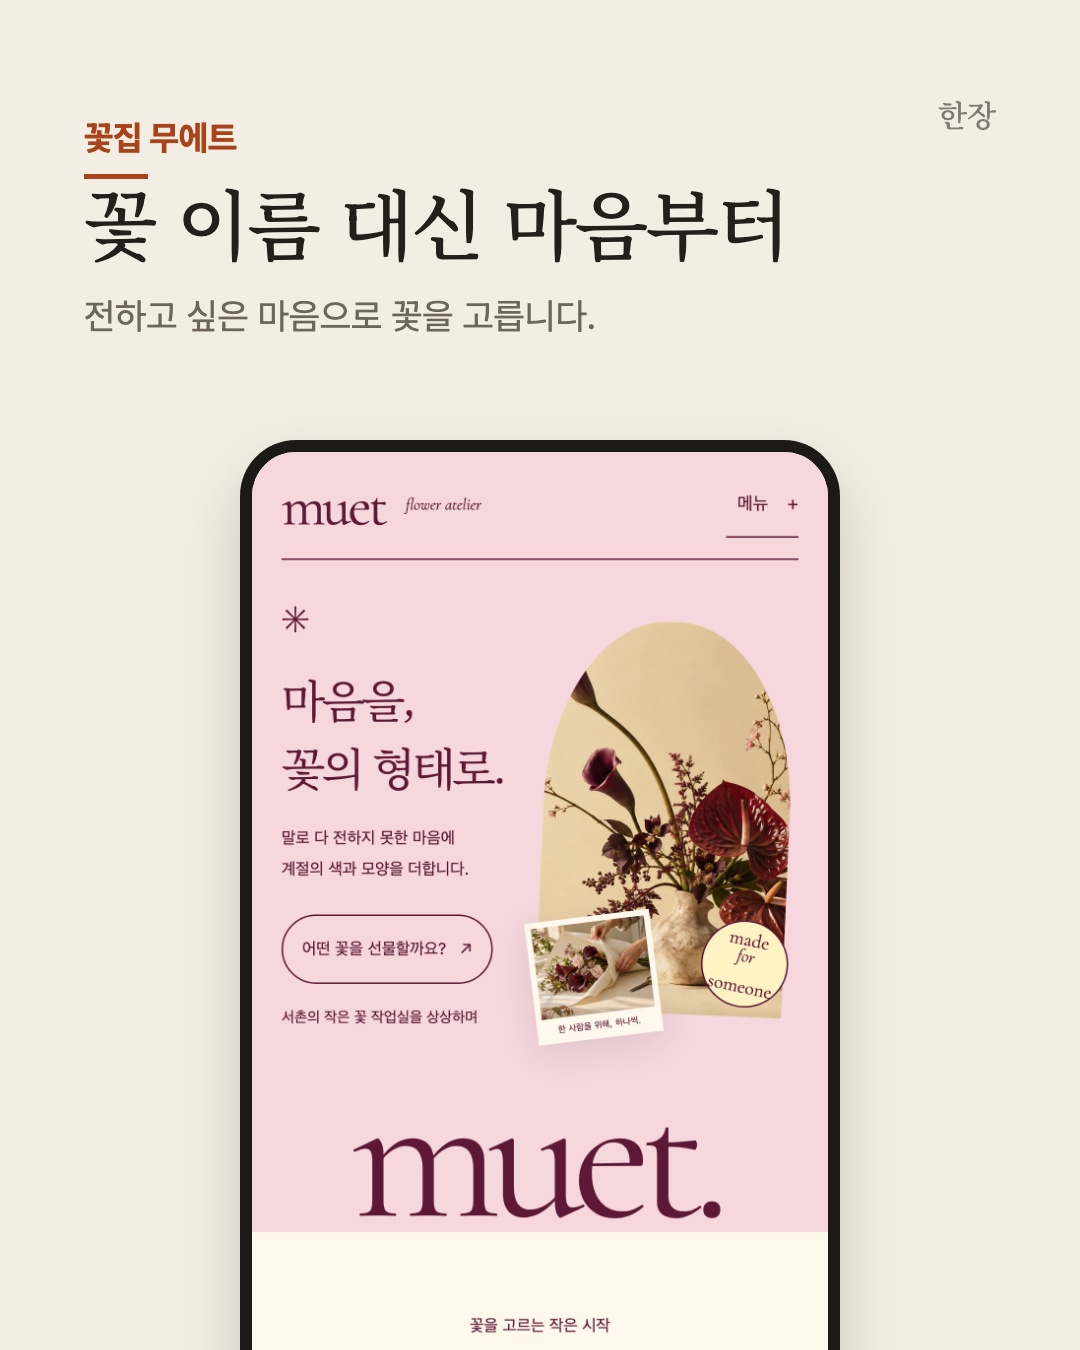 한장
꽃집 무에트
꽃 이름 대신 마음부터
전하고 싶은 마음으로 꽃을 고릅니다.
muet flower atelier
메뉴 +
마음을,
꽃의 형태로.
말로 다 전하지 못한 마음에
계절의 색과 모양을 더합니다.
어떤 꽃을 선물할까요? ↗
서촌의 작은 꽃 작업실을 상상하며
한 사람을 위해, 하나씩.
made
for
someone
muet.
꽃을 고르는 작은 시작